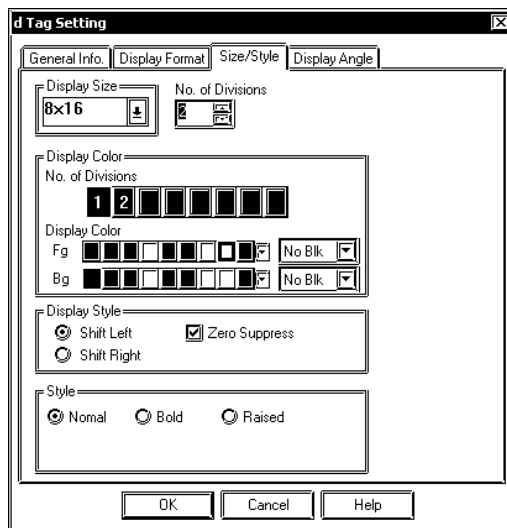 d Tag Setting
General Info. Display Format Size/Style Display Angle
Display Size
No. of Divisions
8×16
2
Display Color
No. of Divisions
1 2
Display Color
Fg No Blk
Bg No Blk
Display Style
Shift Left Zero Suppress
Shift Right
Style
Nomal Bold Raised
OK Cancel Help